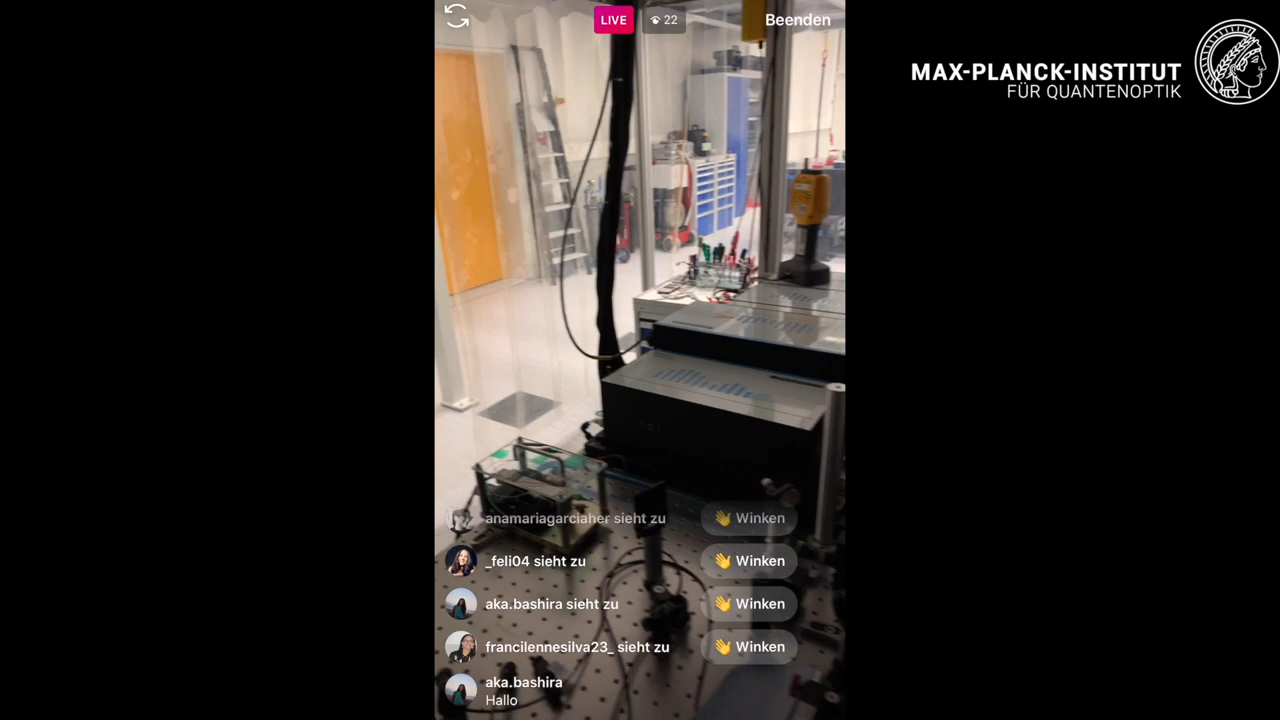 LIVE
22
Beenden
MAX-PLANCK-INSTITUT
FÜR QUANTENOPTIK
anamariagarciaher sieht zu
👋 Winken
_feli04 sieht zu
👋 Winken
aka.bashira sieht zu
👋 Winken
francilennesilva23_ sieht zu
👋 Winken
aka.bashira
Hallo